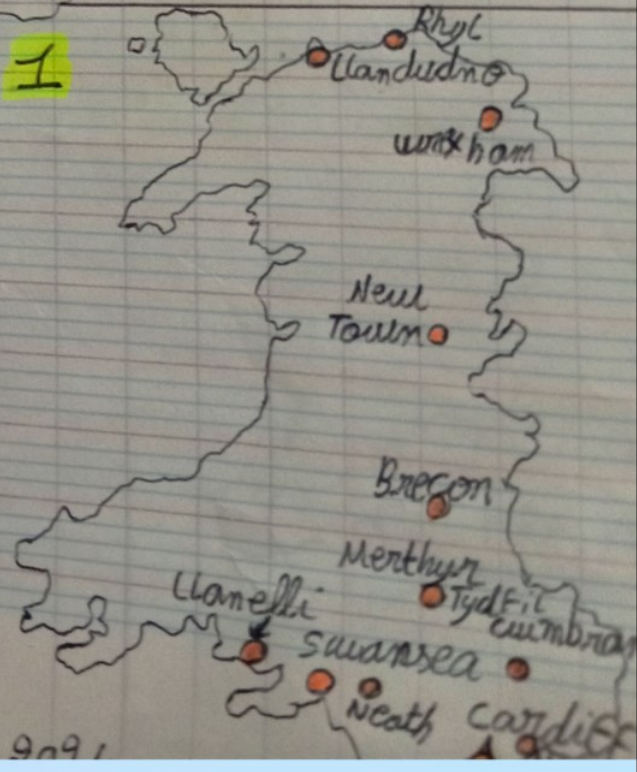 1
Rhyl
Llandudno
wrexham
New
Town
Brecon
Merthyr
Tydfil
Llanelli
cwmbran
Swansea
Neath
Cardiff